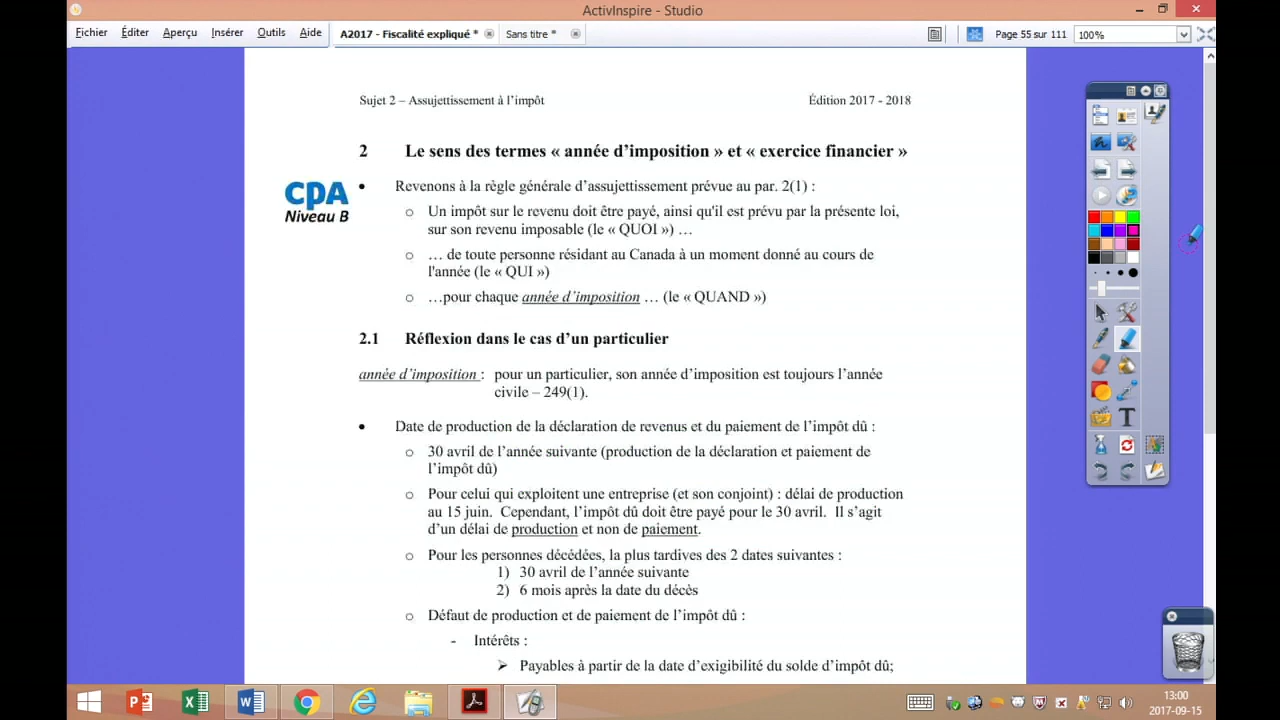 ActivInspire - Studio
Fichier Éditer Aperçu Insérer Outils Aide
A2017 - Fiscalité expliqué * Sans titre * Page 55 sur 111 100%
Sujet 2 – Assujettissement à l’impôt Édition 2017 - 2018
2 Le sens des termes « année d’imposition » et « exercice financier »
CPA
Niveau B
• Revenons à la règle générale d’assujettissement prévue au par. 2(1) :
o Un impôt sur le revenu doit être payé, ainsi qu'il est prévu par la présente loi,
sur son revenu imposable (le « QUOI ») …
o … de toute personne résidant au Canada à un moment donné au cours de
l'année (le « QUI »)
o …pour chaque année d’imposition … (le « QUAND »)
2.1 Réflexion dans le cas d’un particulier
année d’imposition : pour un particulier, son année d’imposition est toujours l’année
civile – 249(1).
• Date de production de la déclaration de revenus et du paiement de l’impôt dû :
o 30 avril de l’année suivante (production de la déclaration et paiement de
l’impôt dû)
o Pour celui qui exploitent une entreprise (et son conjoint) : délai de production
au 15 juin. Cependant, l’impôt dû doit être payé pour le 30 avril. Il s’agit
d’un délai de production et non de paiement.
o Pour les personnes décédées, la plus tardives des 2 dates suivantes :
1) 30 avril de l’année suivante
2) 6 mois après la date du décès
o Défaut de production et de paiement de l’impôt dû :
- Intérêts :
➢ Payables à partir de la date d’exigibilité du solde d’impôt dû;
13:00
2017-09-15